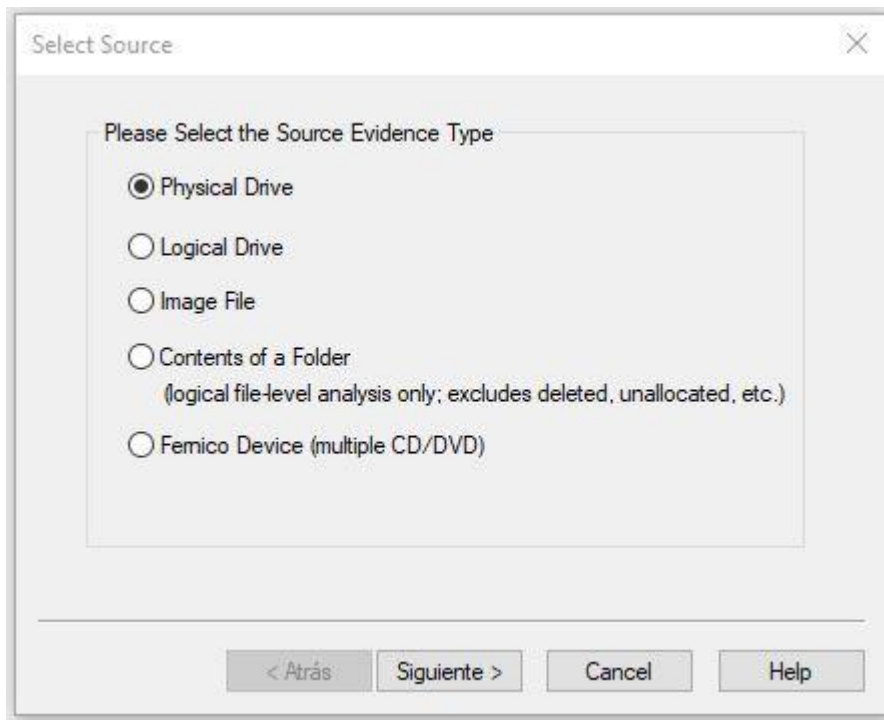 Select Source
Please Select the Source Evidence Type
Physical Drive
Logical Drive
Image File
Contents of a Folder
(logical file-level analysis only; excludes deleted, unallocated, etc.)
Fernico Device (multiple CD/DVD)
< Atrás Siguiente > Cancel Help